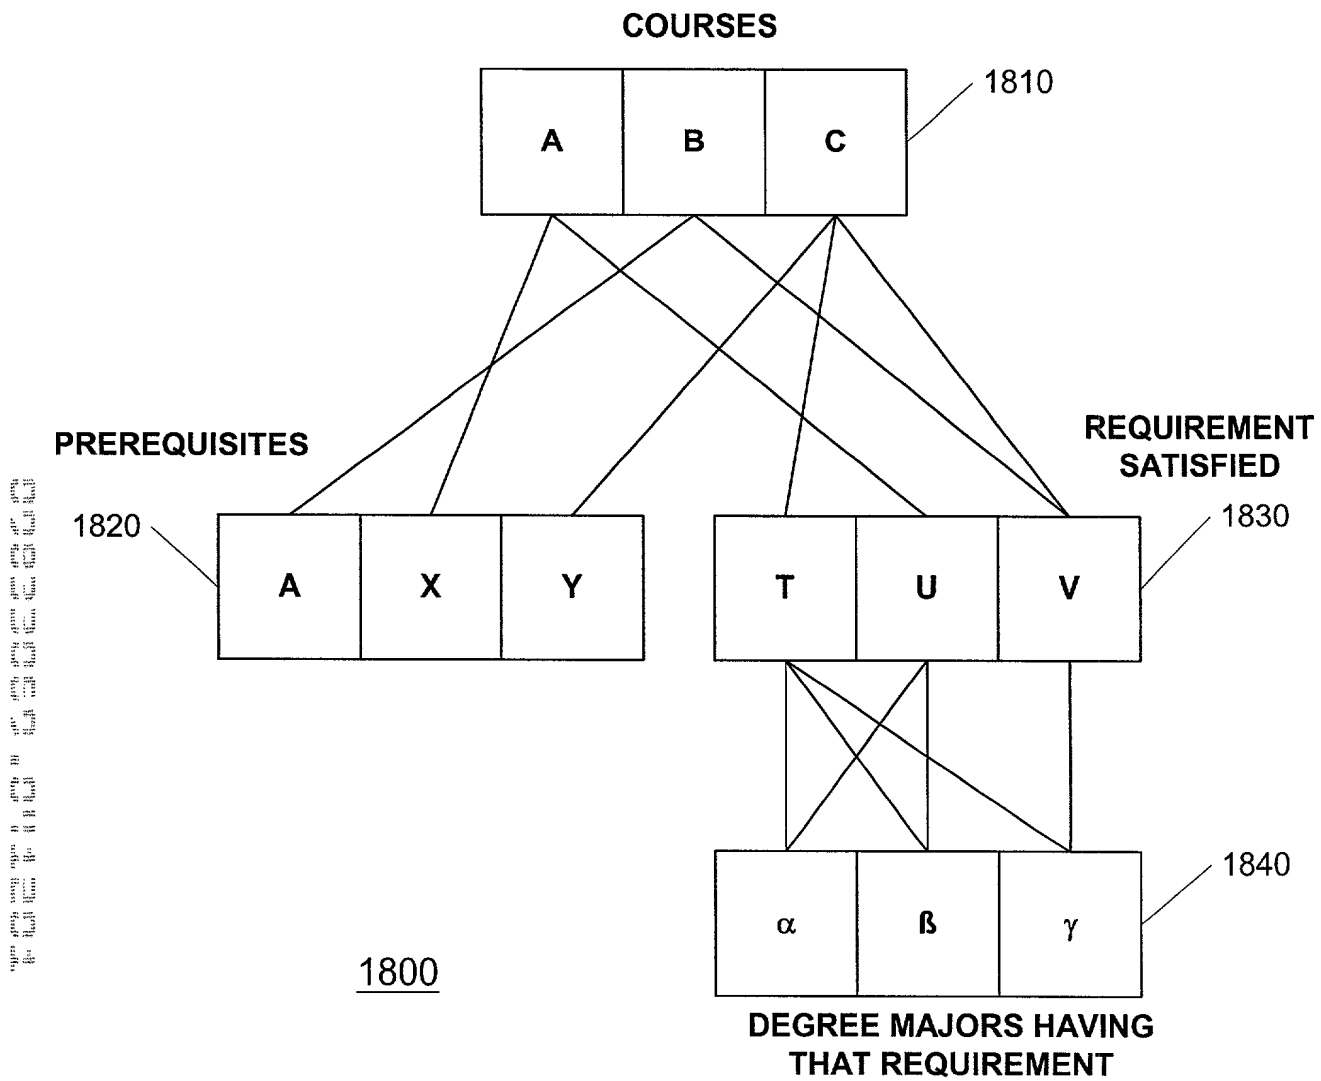 COURSES
1810
A B C
PREREQUISITES
REQUIREMENT
SATISFIED
1820
1830
A X Y
T U V
1840
α ß γ
1800
DEGREE MAJORS HAVING
THAT REQUIREMENT